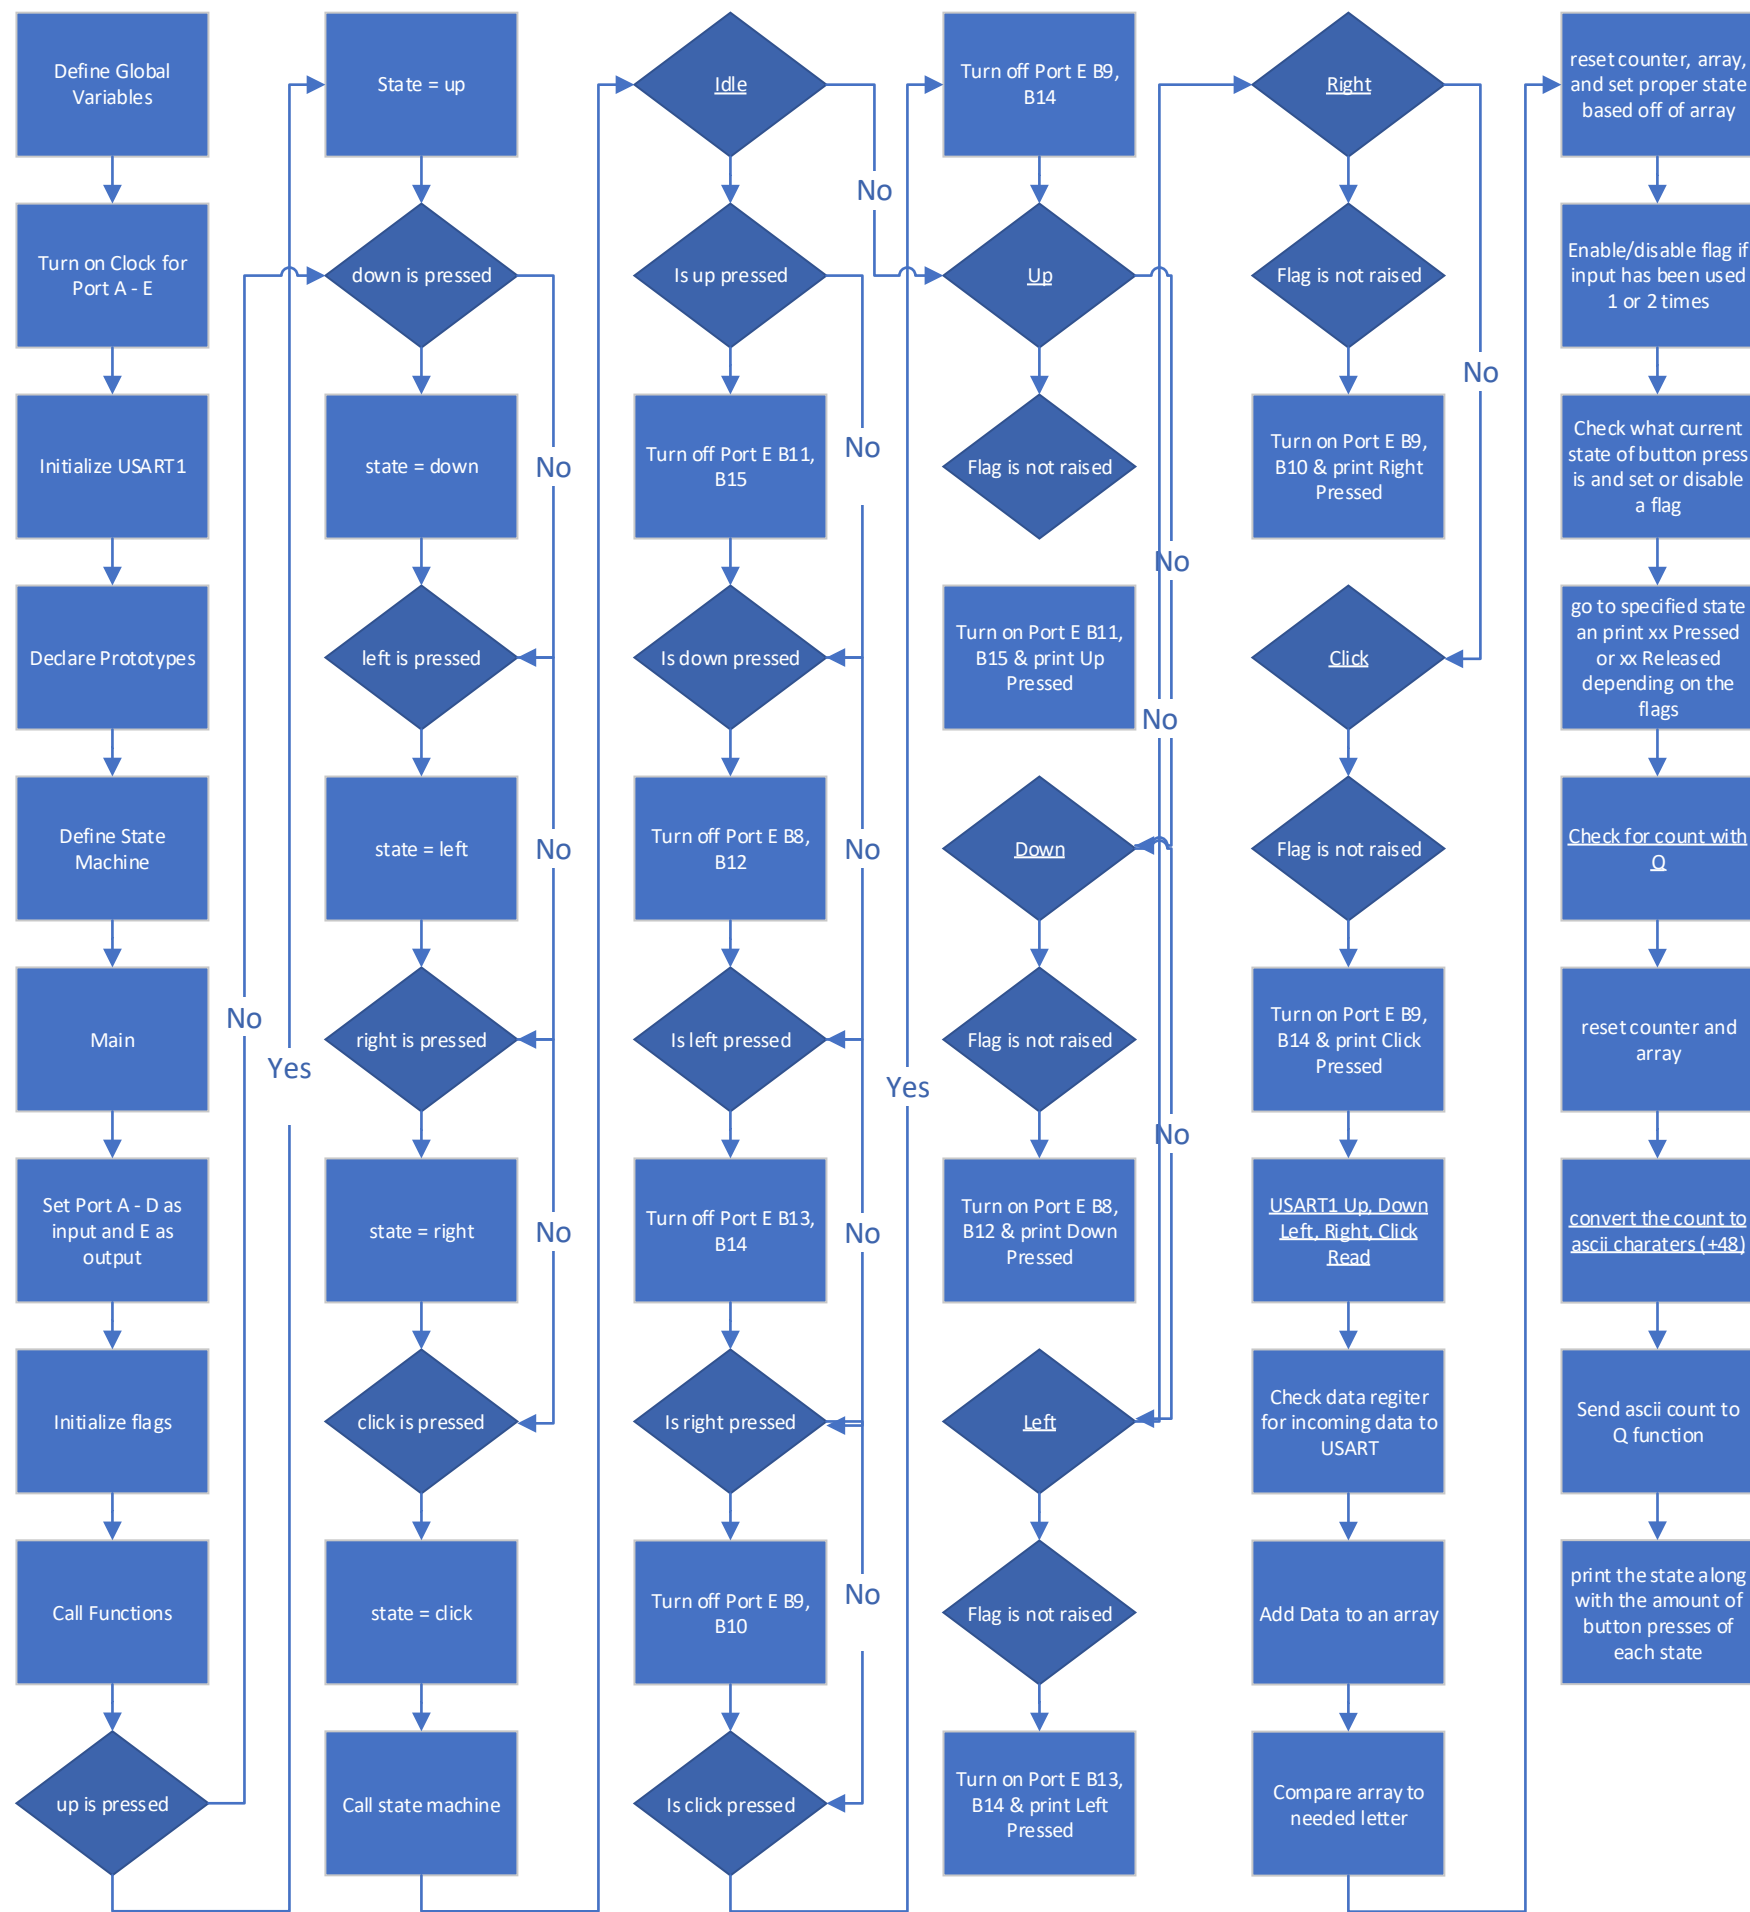 Define Global
Variables
Turn on Clock for
Port A - E
Initialize USART1
Declare Prototypes
Define State
Machine
Main
Set Port A - D as
input and E as
output
Initialize flags
Call Functions
up is pressed
No
Yes
State = up
down is pressed
state = down
No
left is pressed
state = left
No
right is pressed
state = right
No
click is pressed
state = click
Call state machine
Idle
No
Is up pressed
No
Turn off Port E B11,
B15
Is down pressed
Turn off Port E B8,
B12
No
Is left pressed
Turn off Port E B13,
B14
No
Is right pressed
Turn off Port E B9,
B10
No
Is click pressed
Yes
Turn off Port E B9,
B14
Up
Flag is not raised
No
Turn on Port E B11,
B15 & print Up
Pressed
No
Down
Flag is not raised
No
Turn on Port E B8,
B12 & print Down
Pressed
Left
Flag is not raised
Turn on Port E B13,
B14 & print Left
Pressed
Right
Flag is not raised
No
Turn on Port E B9,
B10 & print Right
Pressed
Click
Flag is not raised
Turn on Port E B9,
B14 & print Click
Pressed
USART1 Up, Down
Left, Right, Click
Read
Check data regiter
for incoming data to
USART
Add Data to an array
Compare array to
needed letter
reset counter, array,
and set proper state
based off of array
Enable/disable flag if
input has been used
1 or 2 times
Check what current
state of button press
is and set or disable
a flag
go to specified state
an print xx Pressed
or xx Released
depending on the
flags
Check for count with
Q
reset counter and
array
convert the count to
ascii charaters (+48)
Send ascii count to
Q function
print the state along
with the amount of
button presses of
each state